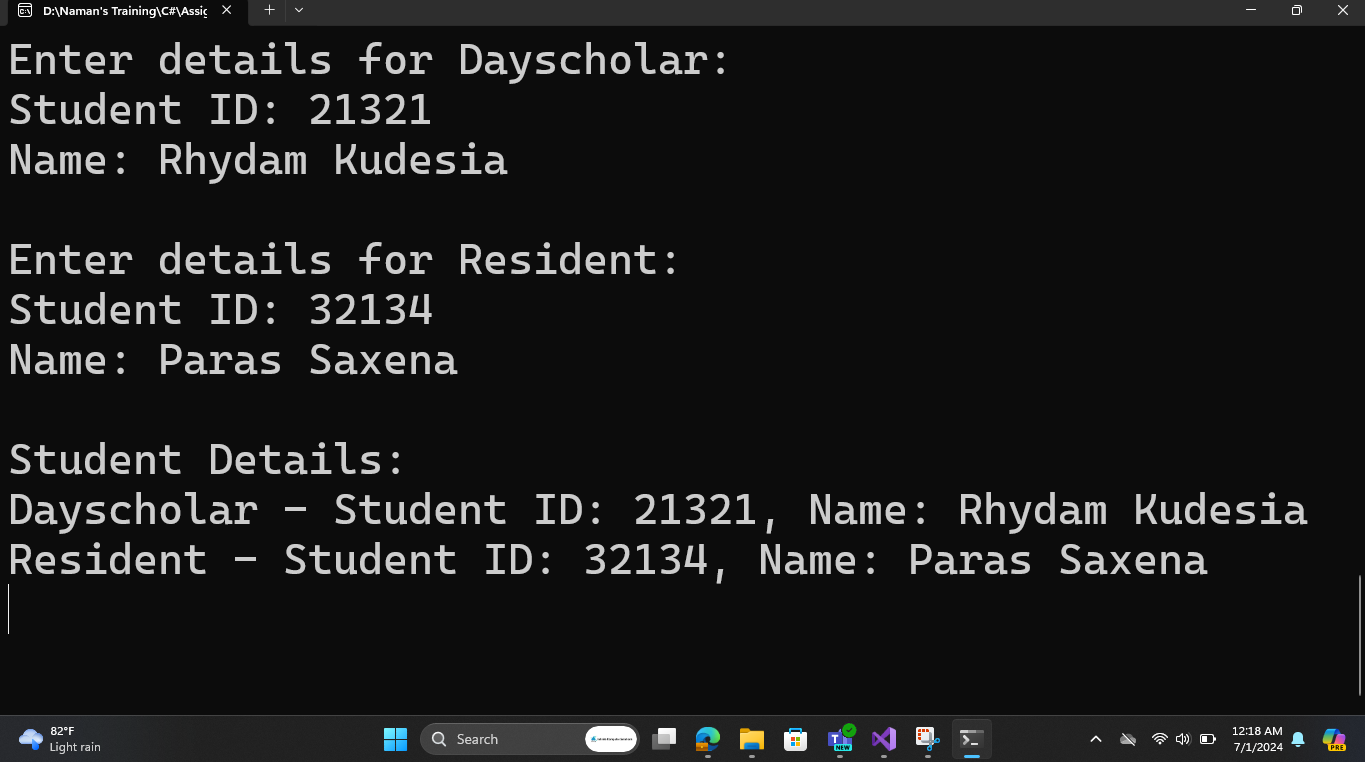 D:\Naman's Training\C#\Assig
Enter details for Dayscholar:
Student ID: 21321
Name: Rhydam Kudesia
Enter details for Resident:
Student ID: 32134
Name: Paras Saxena
Student Details:
Dayscholar - Student ID: 21321, Name: Rhydam Kudesia
Resident - Student ID: 32134, Name: Paras Saxena
82°F
Light rain
Search
NEW
12:18 AM
7/1/2024
PRE